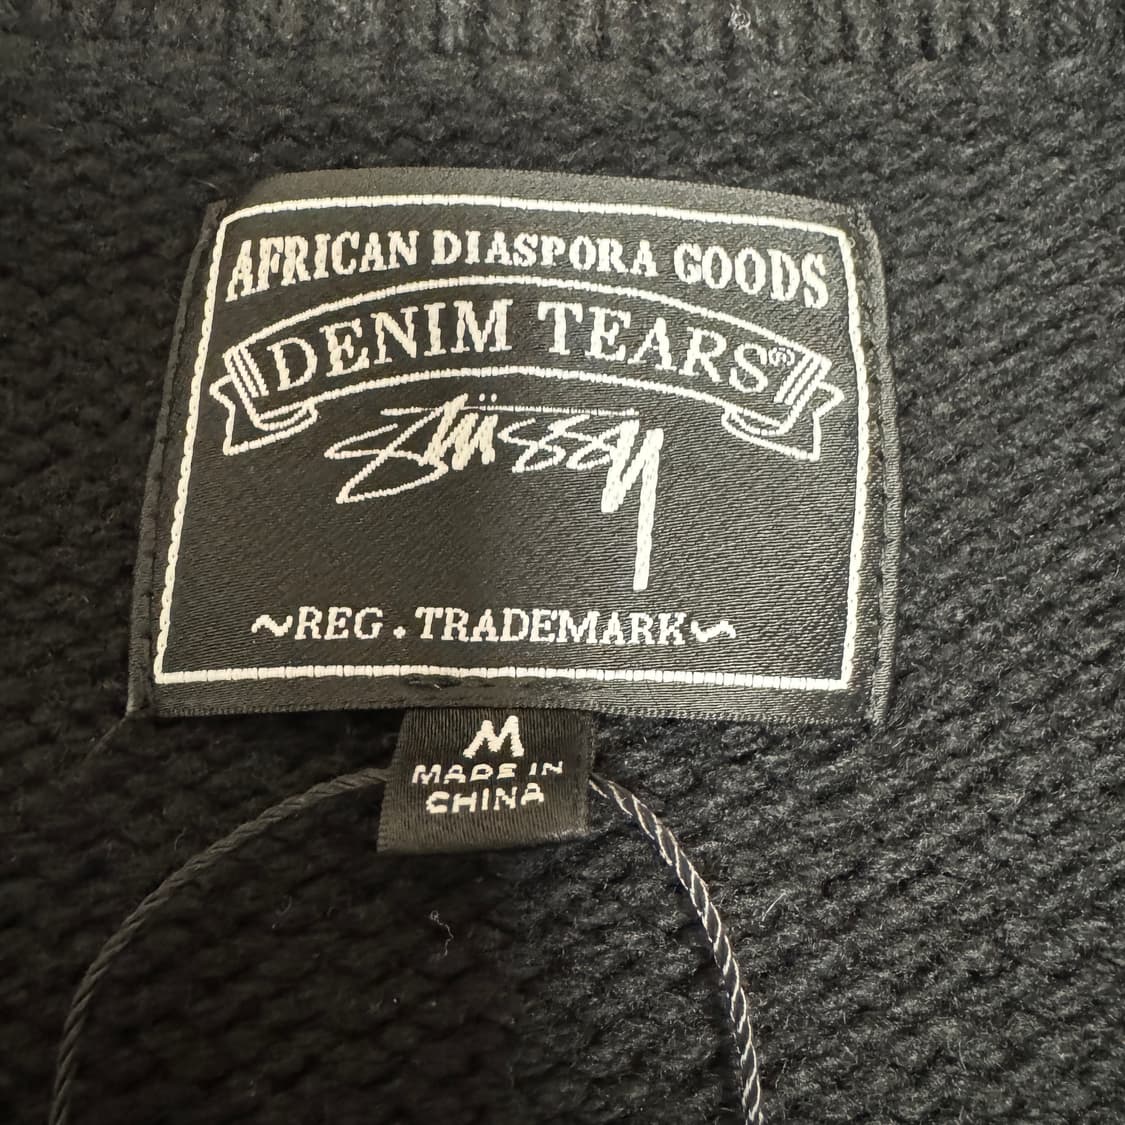 AFRICAN DIASPORA GOODS
DENIM TEARS®
Stüssy
~REG. TRADEMARK~
M
MADE IN
CHINA